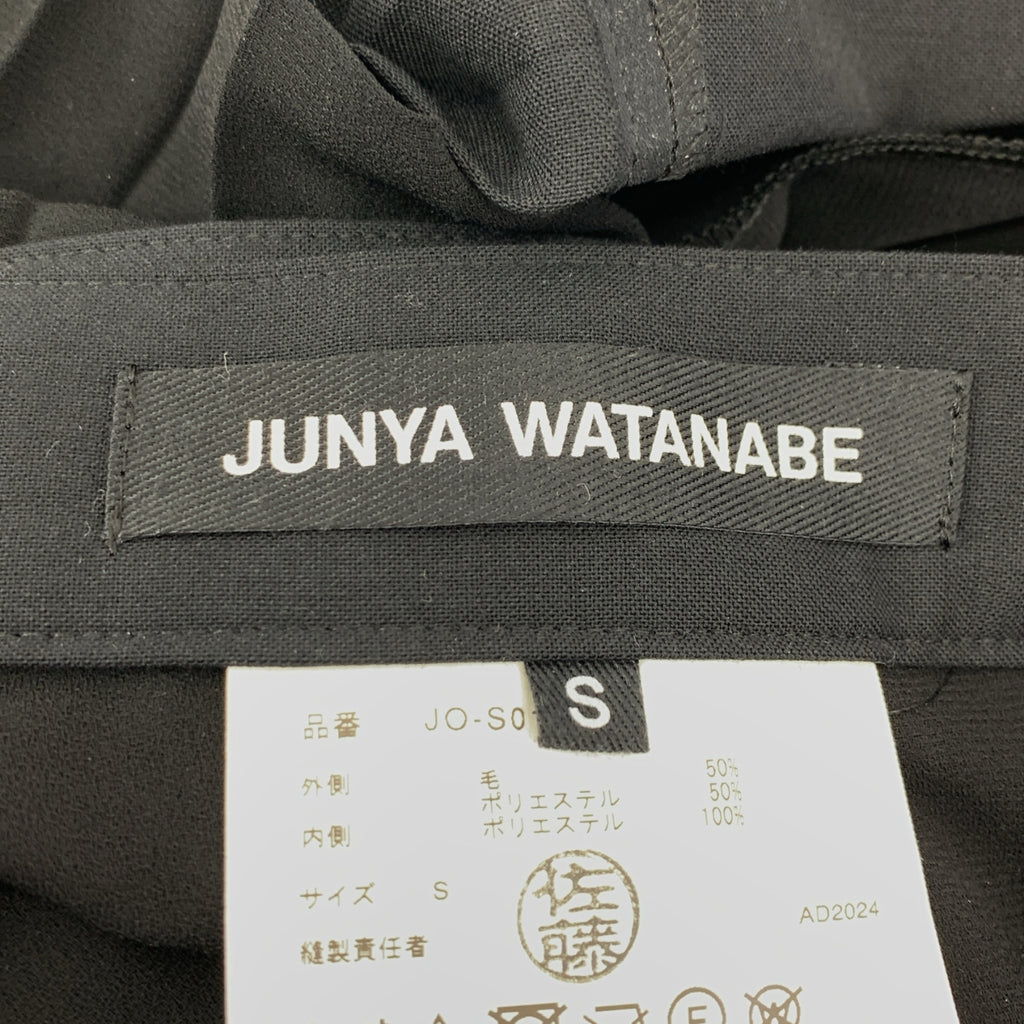 JUNYA WATANABE
S
品番 JO-S0
外側 毛 50%
ポリエステル 50%
内側 ポリエステル 100%
サイズ S
佐藤
縫製責任者
AD2024
F
W